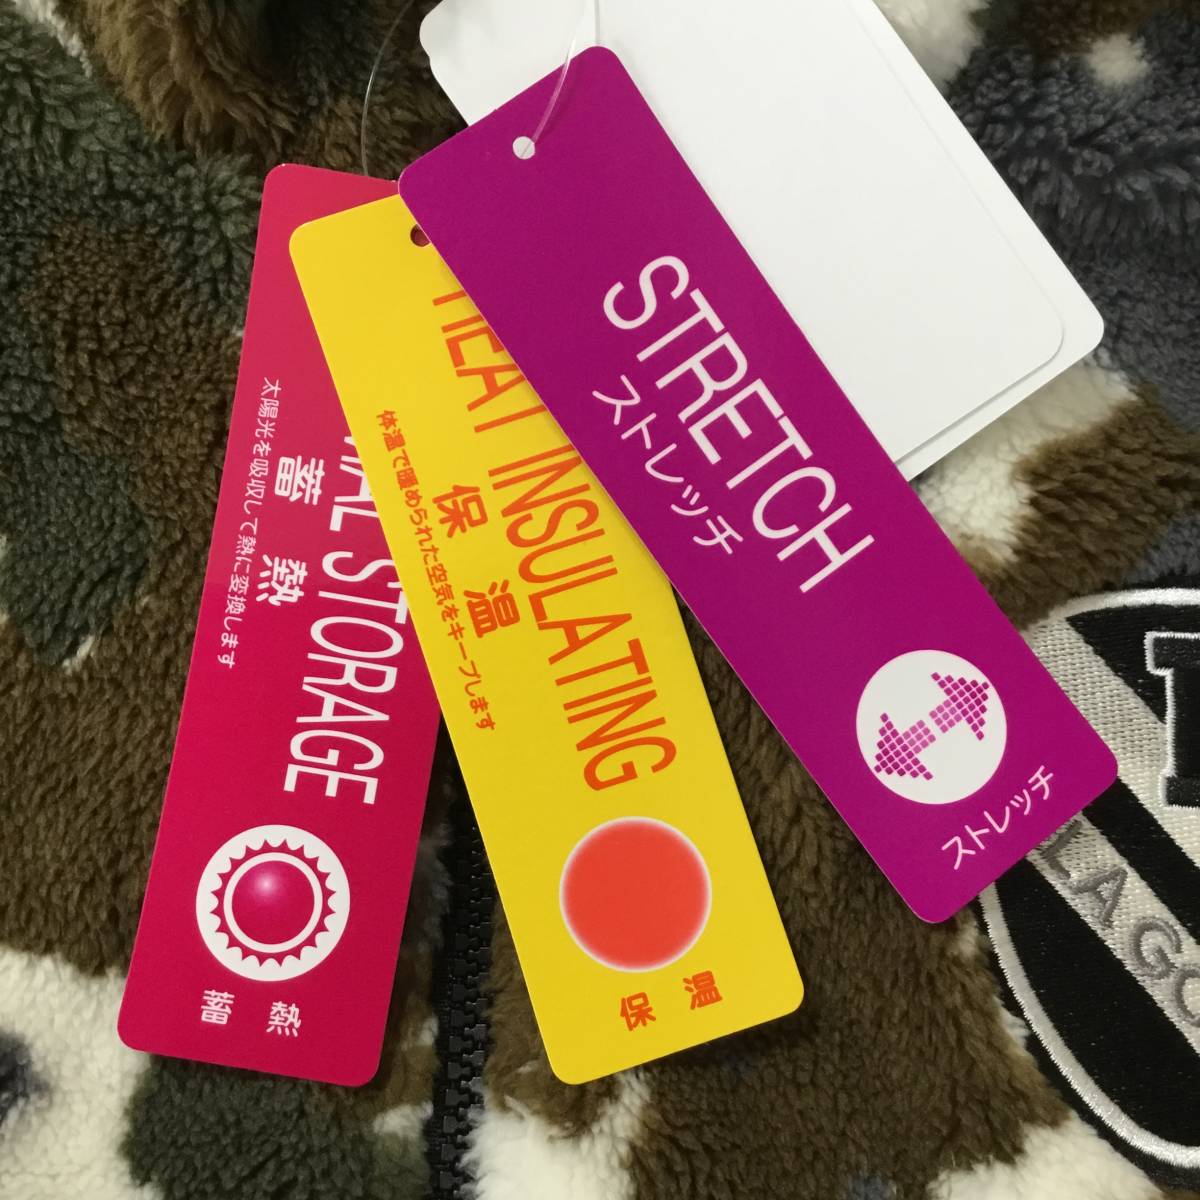 STORAGE
蓄熱
太陽光を吸収して熱に変換します
蓄熱
HEAT INSULATING
保温
体温で暖められた空気をキープします
保温
STRETCH
ストレッチ
ストレッチ
LAGO